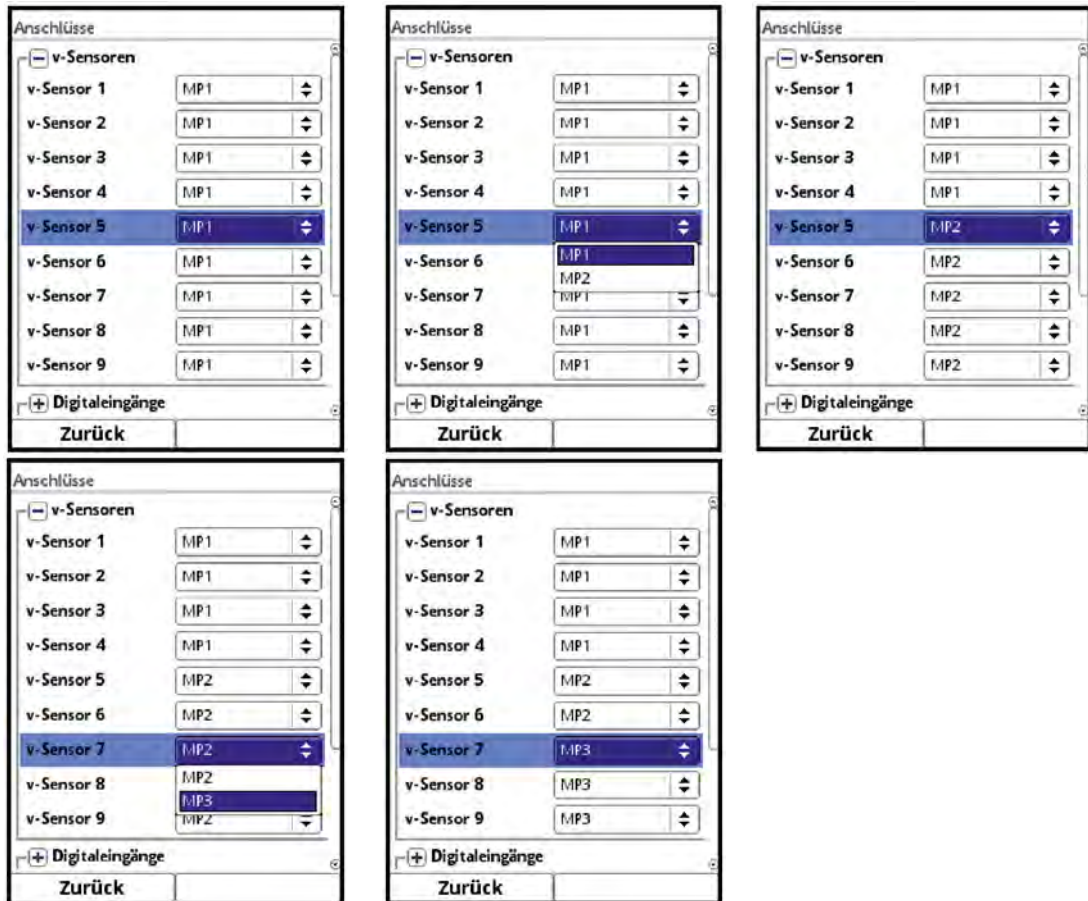 Anschlüsse
v-Sensoren
v-Sensor 1 MP1
v-Sensor 2 MP1
v-Sensor 3 MP1
v-Sensor 4 MP1
v-Sensor 5 MP1
v-Sensor 6 MP1
v-Sensor 7 MP1
v-Sensor 8 MP1
v-Sensor 9 MP1
Digitaleingänge
Zurück
Anschlüsse
v-Sensoren
v-Sensor 1 MP1
v-Sensor 2 MP1
v-Sensor 3 MP1
v-Sensor 4 MP1
v-Sensor 5 MP1
MP1
v-Sensor 6
MP2
v-Sensor 7 MP1
v-Sensor 8 MP1
v-Sensor 9 MP1
Digitaleingänge
Zurück
Anschlüsse
v-Sensoren
v-Sensor 1 MP1
v-Sensor 2 MP1
v-Sensor 3 MP1
v-Sensor 4 MP1
v-Sensor 5 MP2
v-Sensor 6 MP2
v-Sensor 7 MP2
v-Sensor 8 MP2
v-Sensor 9 MP2
Digitaleingänge
Zurück
Anschlüsse
v-Sensoren
v-Sensor 1 MP1
v-Sensor 2 MP1
v-Sensor 3 MP1
v-Sensor 4 MP1
v-Sensor 5 MP2
v-Sensor 6 MP2
v-Sensor 7 MP2
MP2
v-Sensor 8
MP3
v-Sensor 9 MP2
Digitaleingänge
Zurück
Anschlüsse
v-Sensoren
v-Sensor 1 MP1
v-Sensor 2 MP1
v-Sensor 3 MP1
v-Sensor 4 MP1
v-Sensor 5 MP2
v-Sensor 6 MP2
v-Sensor 7 MP3
v-Sensor 8 MP3
v-Sensor 9 MP3
Digitaleingänge
Zurück